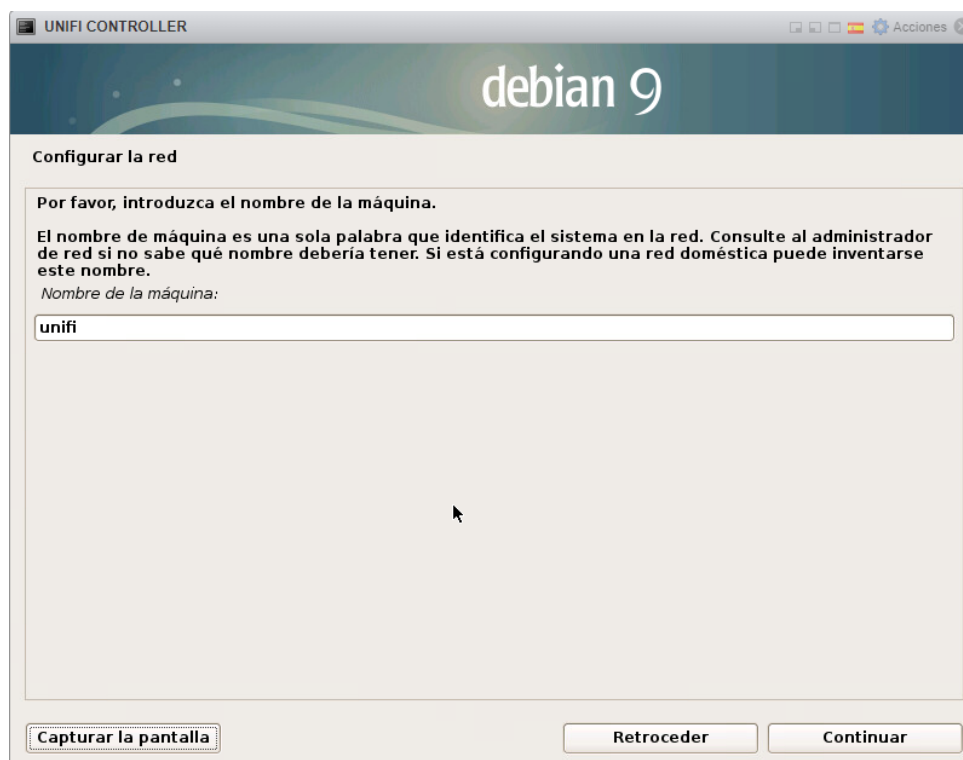 UNIFI CONTROLLER
Acciones
debian 9
Configurar la red
Por favor, introduzca el nombre de la máquina.
El nombre de máquina es una sola palabra que identifica el sistema en la red. Consulte al administrador
de red si no sabe qué nombre debería tener. Si está configurando una red doméstica puede inventarse
este nombre.
Nombre de la máquina:
unifi
Capturar la pantalla
Retroceder
Continuar